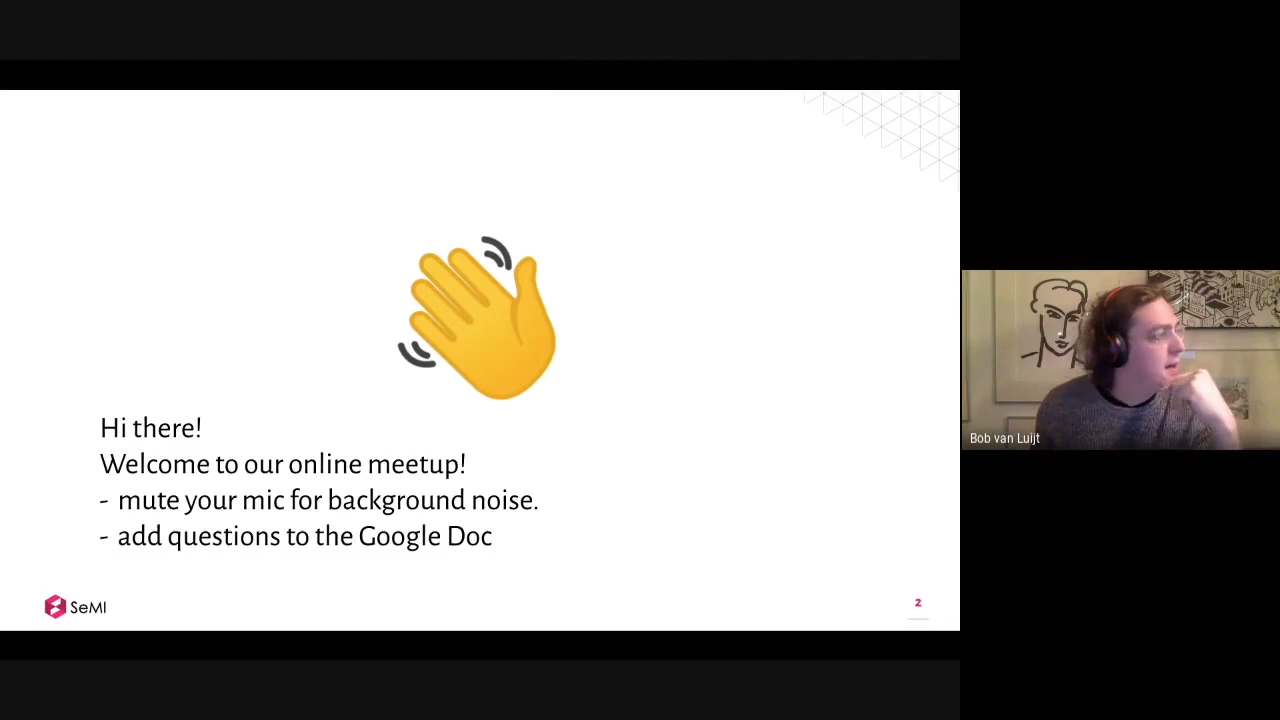 Hi there!
Welcome to our online meetup!
- mute your mic for background noise.
- add questions to the Google Doc
SeMI
2
Bob van Luijt